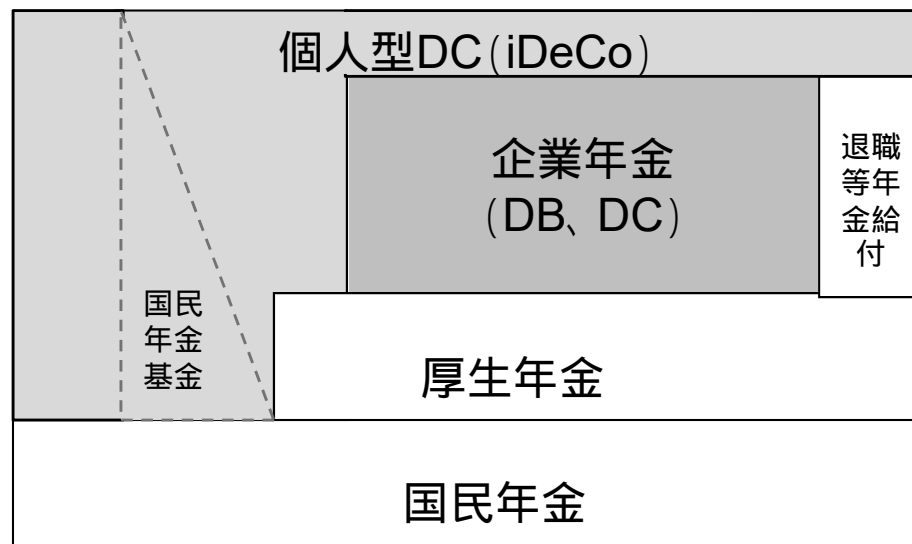 個人型DC(iDeCo)
企業年金
(DB、DC)
退職
等年
金給
付
国民
年金
基金
厚生年金
国民年金